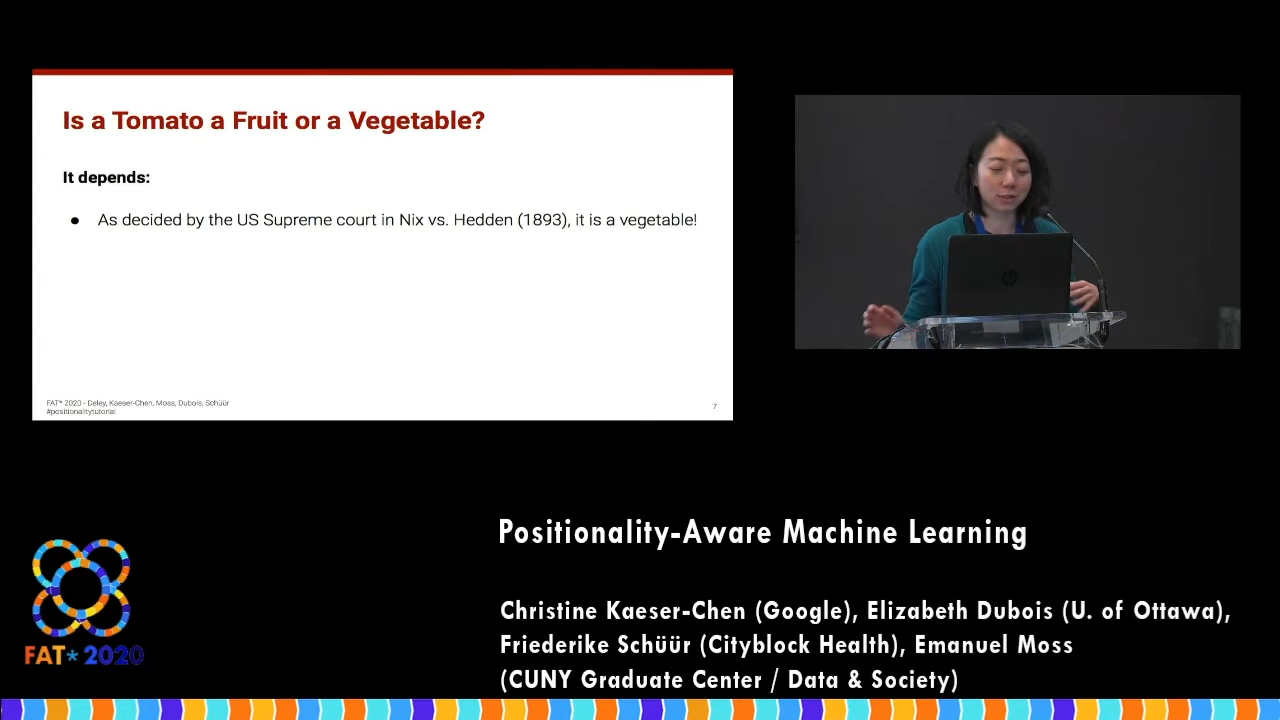 Is a Tomato a Fruit or a Vegetable?
It depends:
● As decided by the US Supreme court in Nix vs. Hedden (1893), it is a vegetable!
FAT* 2020 - Deley, Kaeser-Chen, Moss, Dubois, Schüür
#positionalitytutorial
7
Positionality-Aware Machine Learning
Christine Kaeser-Chen (Google), Elizabeth Dubois (U. of Ottawa),
Friederike Schüür (Cityblock Health), Emanuel Moss
(CUNY Graduate Center / Data & Society)
FAT* 2020